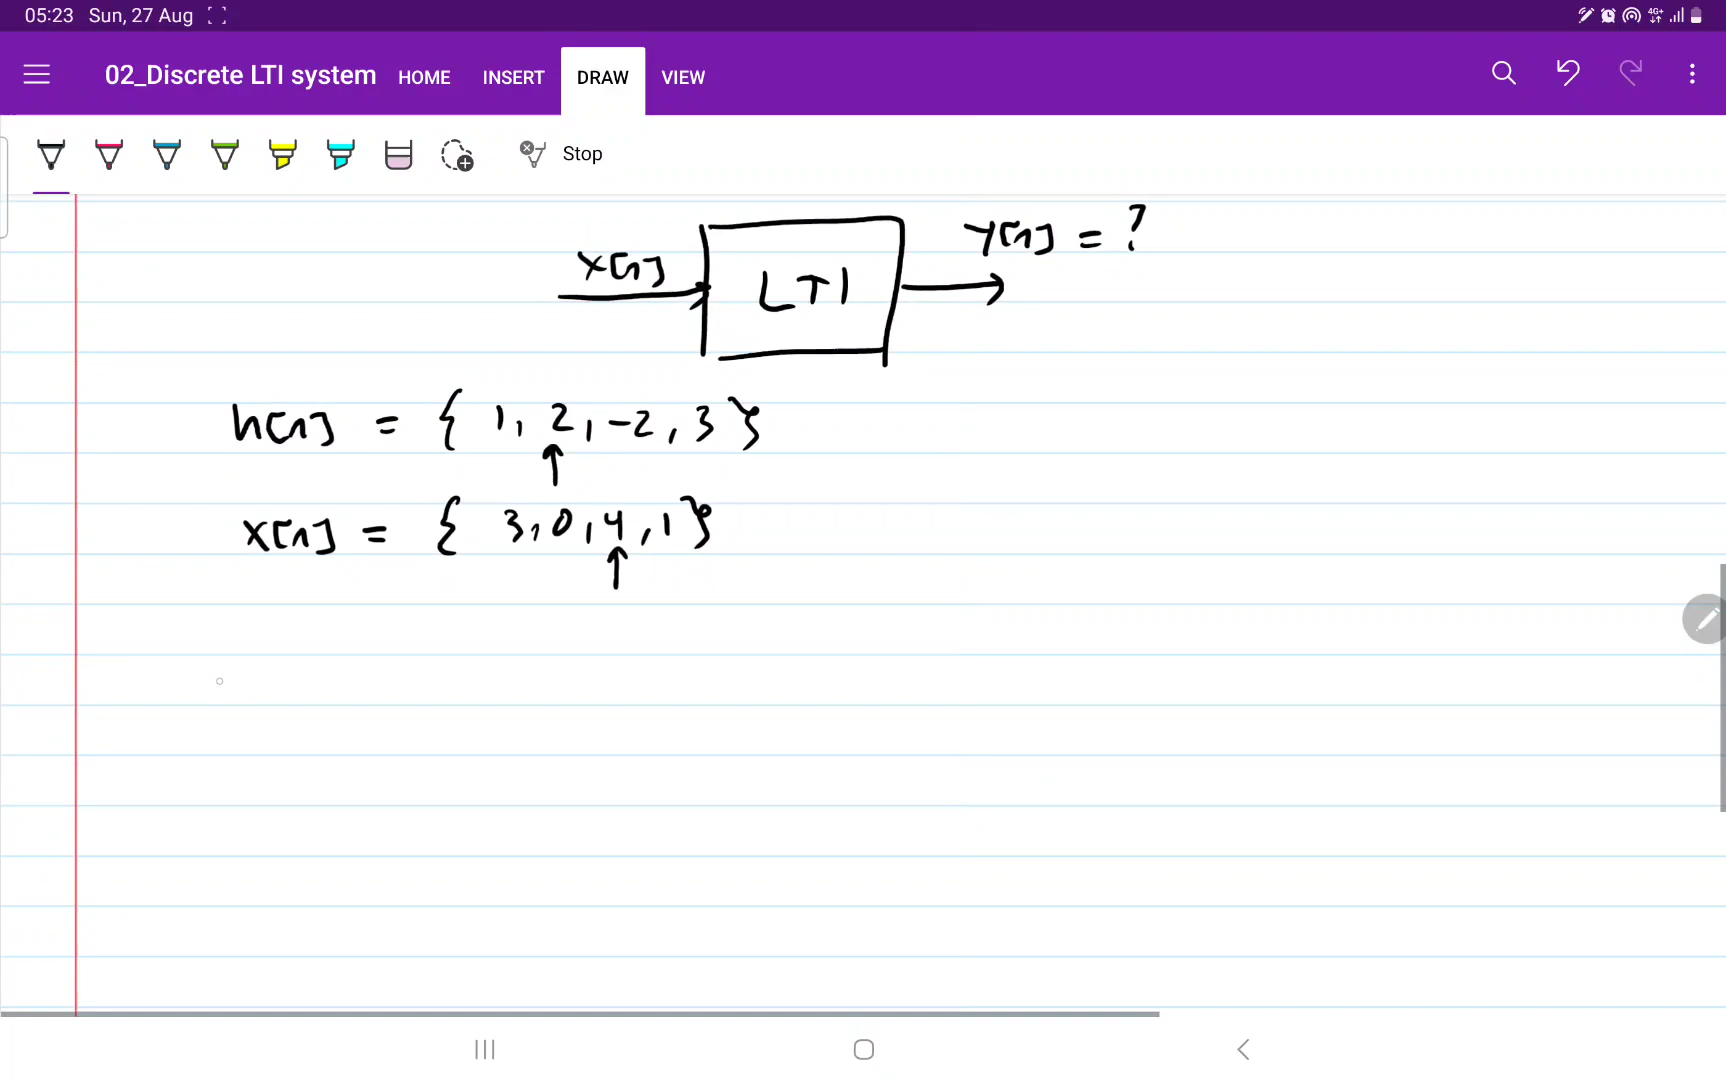 05:23 Sun, 27 Aug 4G+
02_Discrete LTI system HOME INSERT DRAW VIEW
Stop
x[n] LTI y[n] = ?
h[n] = { 1, 2, -2, 3 }
↑
x[n] = { 3, 0, 4, 1 }
↑